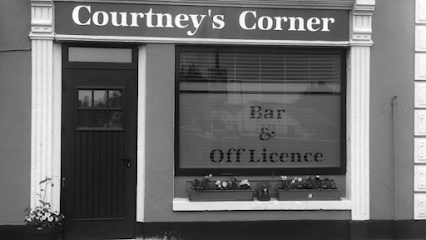 Courtney's Corner
Bar
&
Off Licence